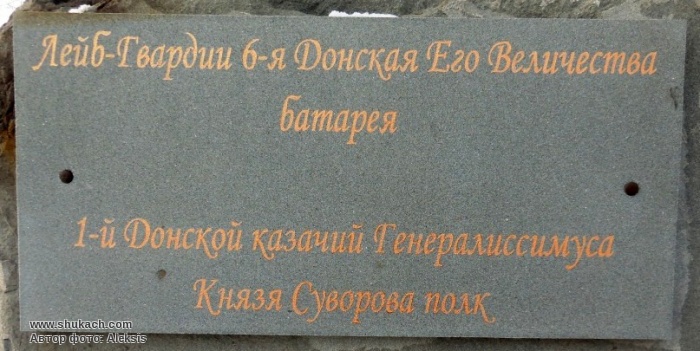 Лейб-Гвардии 6-я Донская Его Величества
батарея
1-й Донской казачий Генералиссимуса
Князя Суворова полк
www.shukach.com
Автор фото: Aleksis